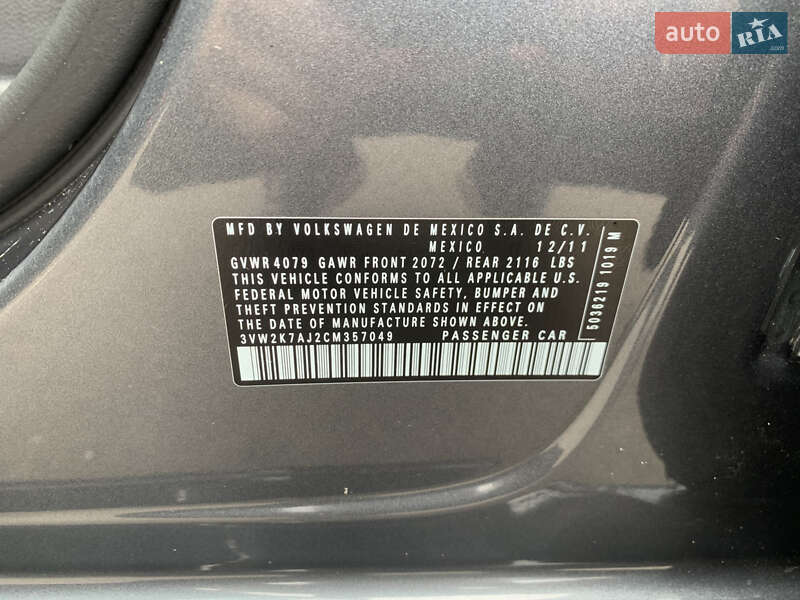 auto RIA.com
MFD BY VOLKSWAGEN DE MEXICO S.A. DE C.V.
MEXICO 12/11
GVWR 4079 GAWR FRONT 2072 / REAR 2116 LBS
THIS VEHICLE CONFORMS TO ALL APPLICABLE U.S.
FEDERAL MOTOR VEHICLE SAFETY, BUMPER AND
THEFT PREVENTION STANDARDS IN EFFECT ON
THE DATE OF MANUFACTURE SHOWN ABOVE.
3VW2K7AJ2CM357049 PASSENGER CAR
5036219 1019 M